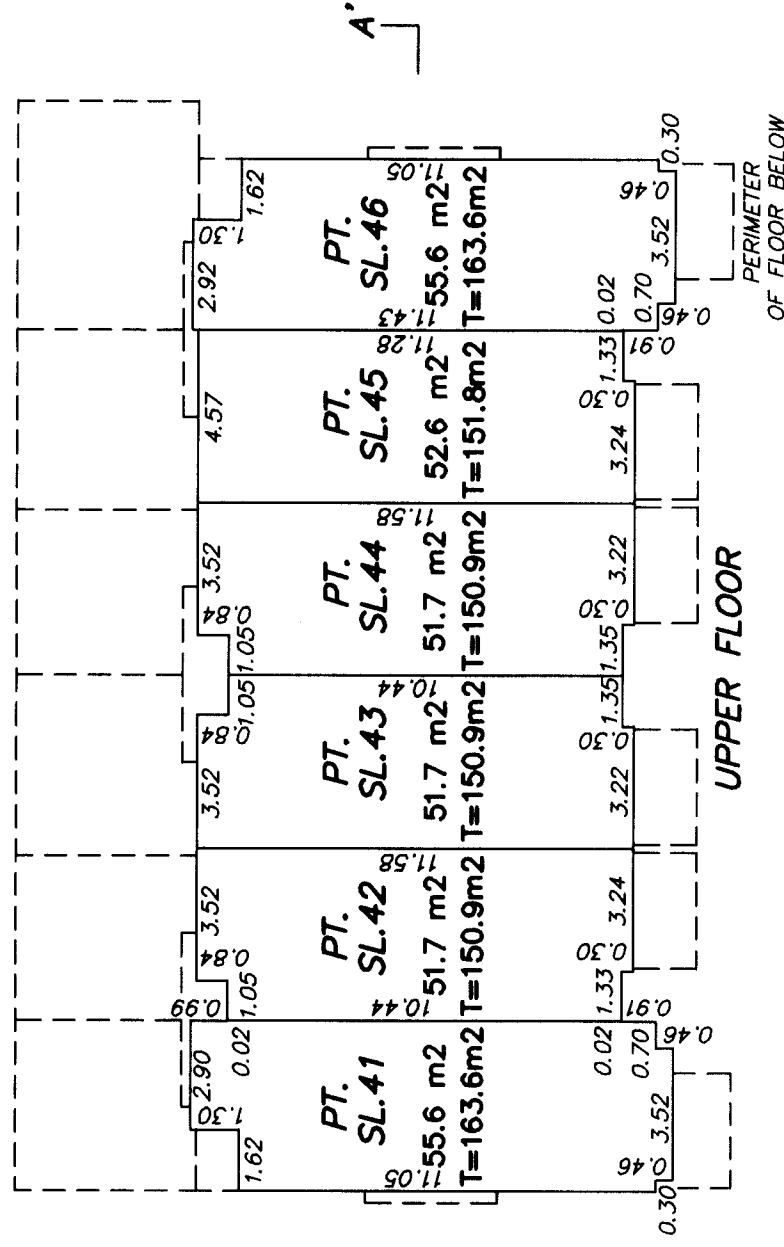 A'
2.90
0.99
3.52
3.52
3.52
4.57
2.92
1.30
1.62
1.30
0.02
0.84
1.05
0.84
1.05
0.84
1.05
1.62
PT.
SL.41
55.6 m2
T=163.6m2
11.05
PT.
SL.42
51.7 m2
T=150.9m2
10.44
11.58
PT.
SL.43
51.7 m2
T=150.9m2
10.44
PT.
SL.44
51.7 m2
T=150.9m2
11.58
PT.
SL.45
52.6 m2
T=151.8m2
11.28
PT.
SL.46
55.6 m2
T=163.6m2
11.43
11.05
0.30
0.46
3.52
0.46
0.70
0.02
0.91
1.33
0.30
3.24
3.22
0.30
1.35
1.35
0.30
3.22
3.24
0.30
1.33
0.91
0.02
0.70
0.46
3.52
0.46
0.30
UPPER FLOOR
PERIMETER
OF FLOOR BELOW